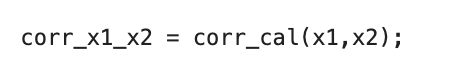 corr_x1_x2 = corr_cal(x1,x2);